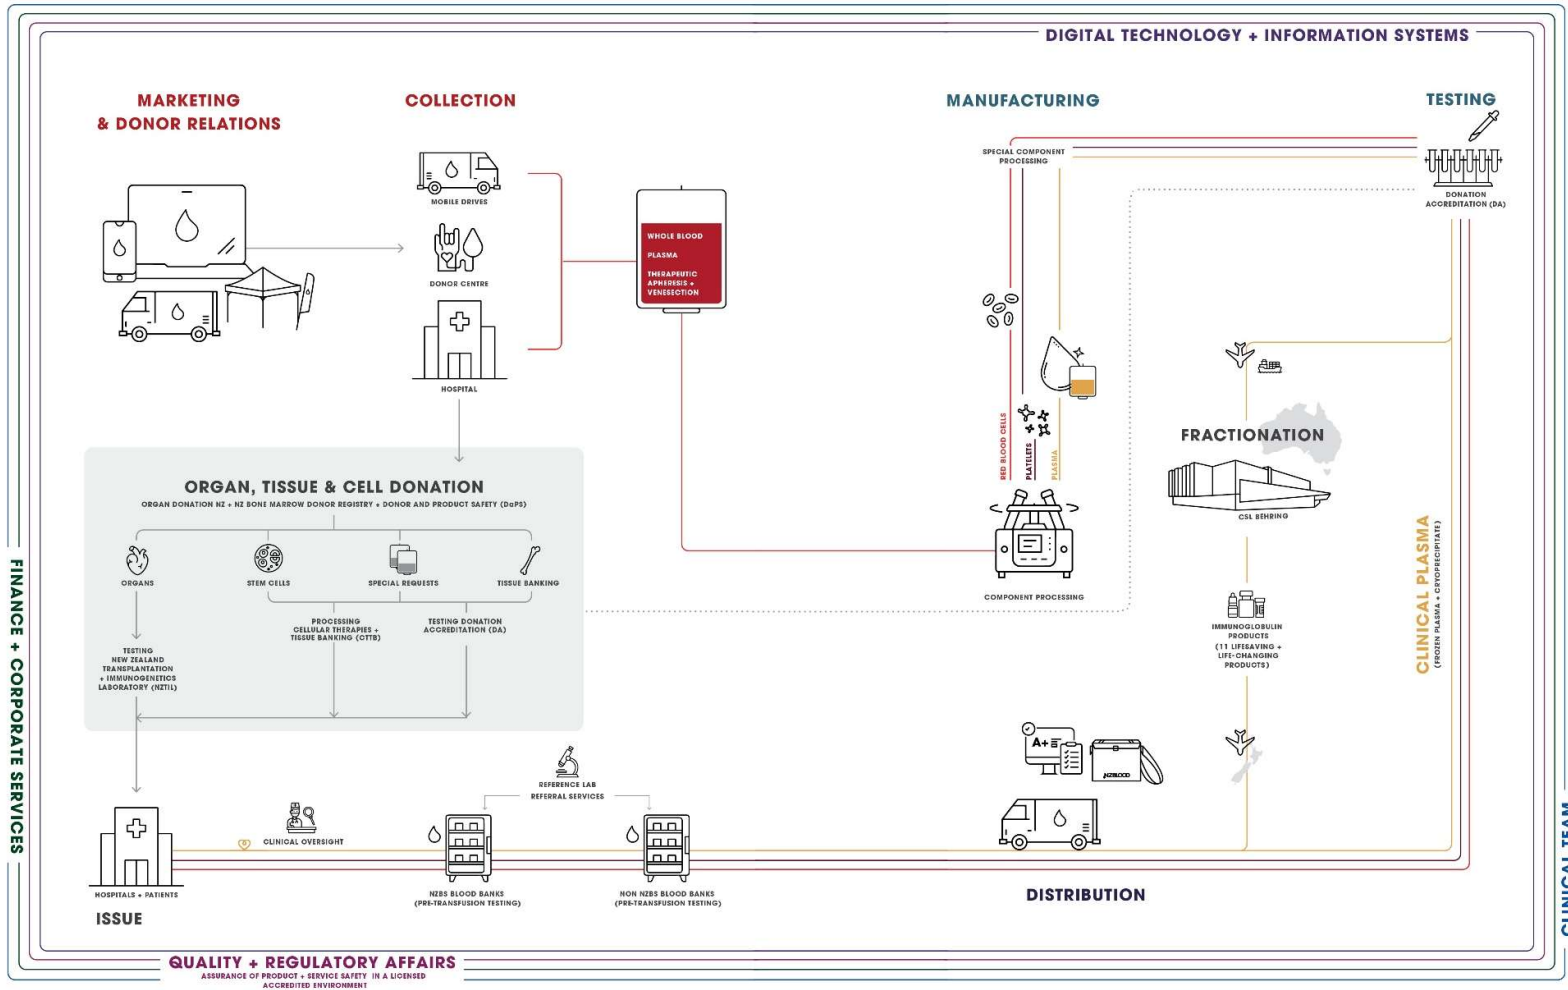 DIGITAL TECHNOLOGY + INFORMATION SYSTEMS
MARKETING
& DONOR RELATIONS
COLLECTION
MANUFACTURING
TESTING
MOBILE DRIVES
DONOR CENTRE
HOSPITAL
WHOLE BLOOD
PLASMA
THERAPEUTIC
APHERESIS +
VENESECTION
SPECIAL COMPONENT
PROCESSING
DONATION
ACCREDITATION (DA)
RED BLOOD CELLS
PLATELETS
PLASMA
COMPONENT PROCESSING
FRACTIONATION
CSL BEHRING
IMMUNOGLOBULIN
PRODUCTS
(11 LIFESAVING +
LIFE-CHANGING
PRODUCTS)
CLINICAL PLASMA
(FROZEN PLASMA + CRYOPRECIPITATE)
ORGAN, TISSUE & CELL DONATION
ORGAN DONATION NZ + NZ BONE MARROW DONOR REGISTRY + DONOR AND PRODUCT SAFETY (DaPS)
ORGANS
STEM CELLS
SPECIAL REQUESTS
TISSUE BANKING
PROCESSING
CELLULAR THERAPIES +
TISSUE BANKING (CTTB)
TESTING DONATION
ACCREDITATION (DA)
TESTING
NEW ZEALAND
TRANSPLANTATION
+ IMMUNOGENETICS
LABORATORY (NZTIL)
REFERENCE LAB
REFERRAL SERVICES
CLINICAL OVERSIGHT
A+
NZBLOOD
HOSPITALS + PATIENTS
ISSUE
NZBS BLOOD BANKS
(PRE-TRANSFUSION TESTING)
NON NZBS BLOOD BANKS
(PRE-TRANSFUSION TESTING)
DISTRIBUTION
FINANCE + CORPORATE SERVICES
CLINICAL TEAM
QUALITY + REGULATORY AFFAIRS
ASSURANCE OF PRODUCT + SERVICE SAFETY IN A LICENSED
ACCREDITED ENVIRONMENT